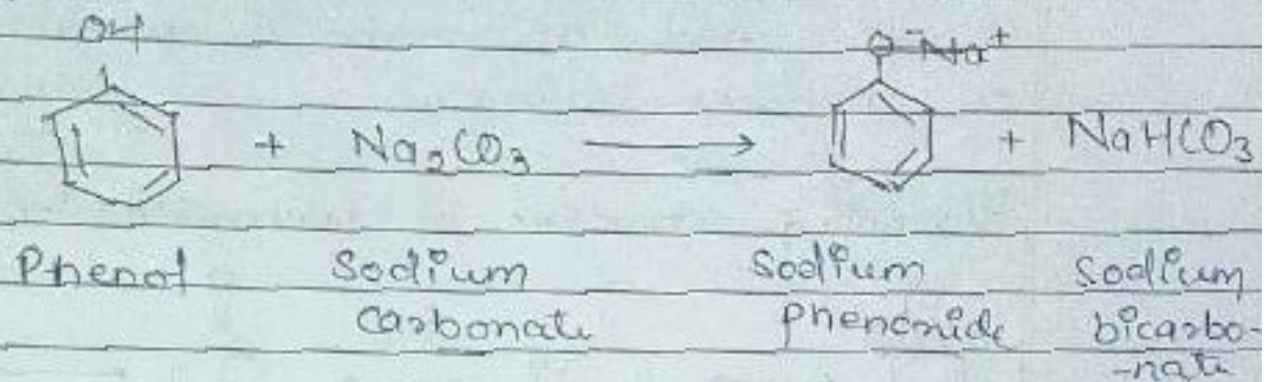 OH O⁻Na⁺
+ Na₂CO₃ → + NaHCO₃
Phenol Sodium Sodium Sodium
carbonate phenoxide bicarbo-
-nate